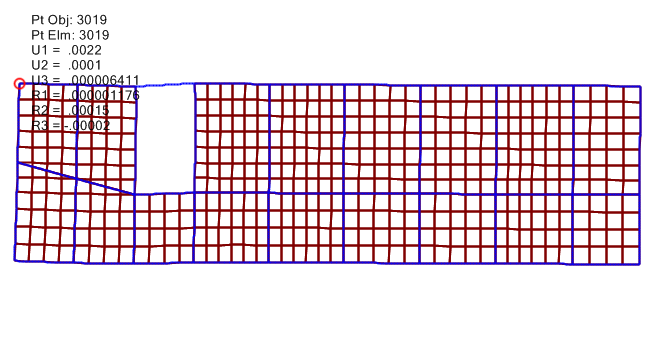 Pt Obj: 3019
Pt Elm: 3019
U1 = .0022
U2 = .0001
U3 = .000006411
R1 = .000001176
R2 = .00015
R3 = -.00002